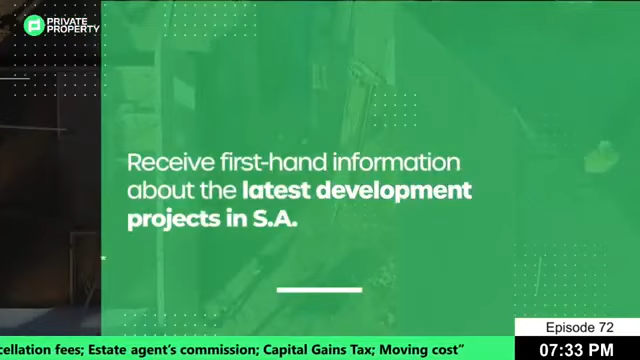 PRIVATE
PROPERTY
Receive first-hand information
about the latest development
projects in S.A.
Episode 72
cellation fees; Estate agent's commission; Capital Gains Tax; Moving cost”
07:33 PM